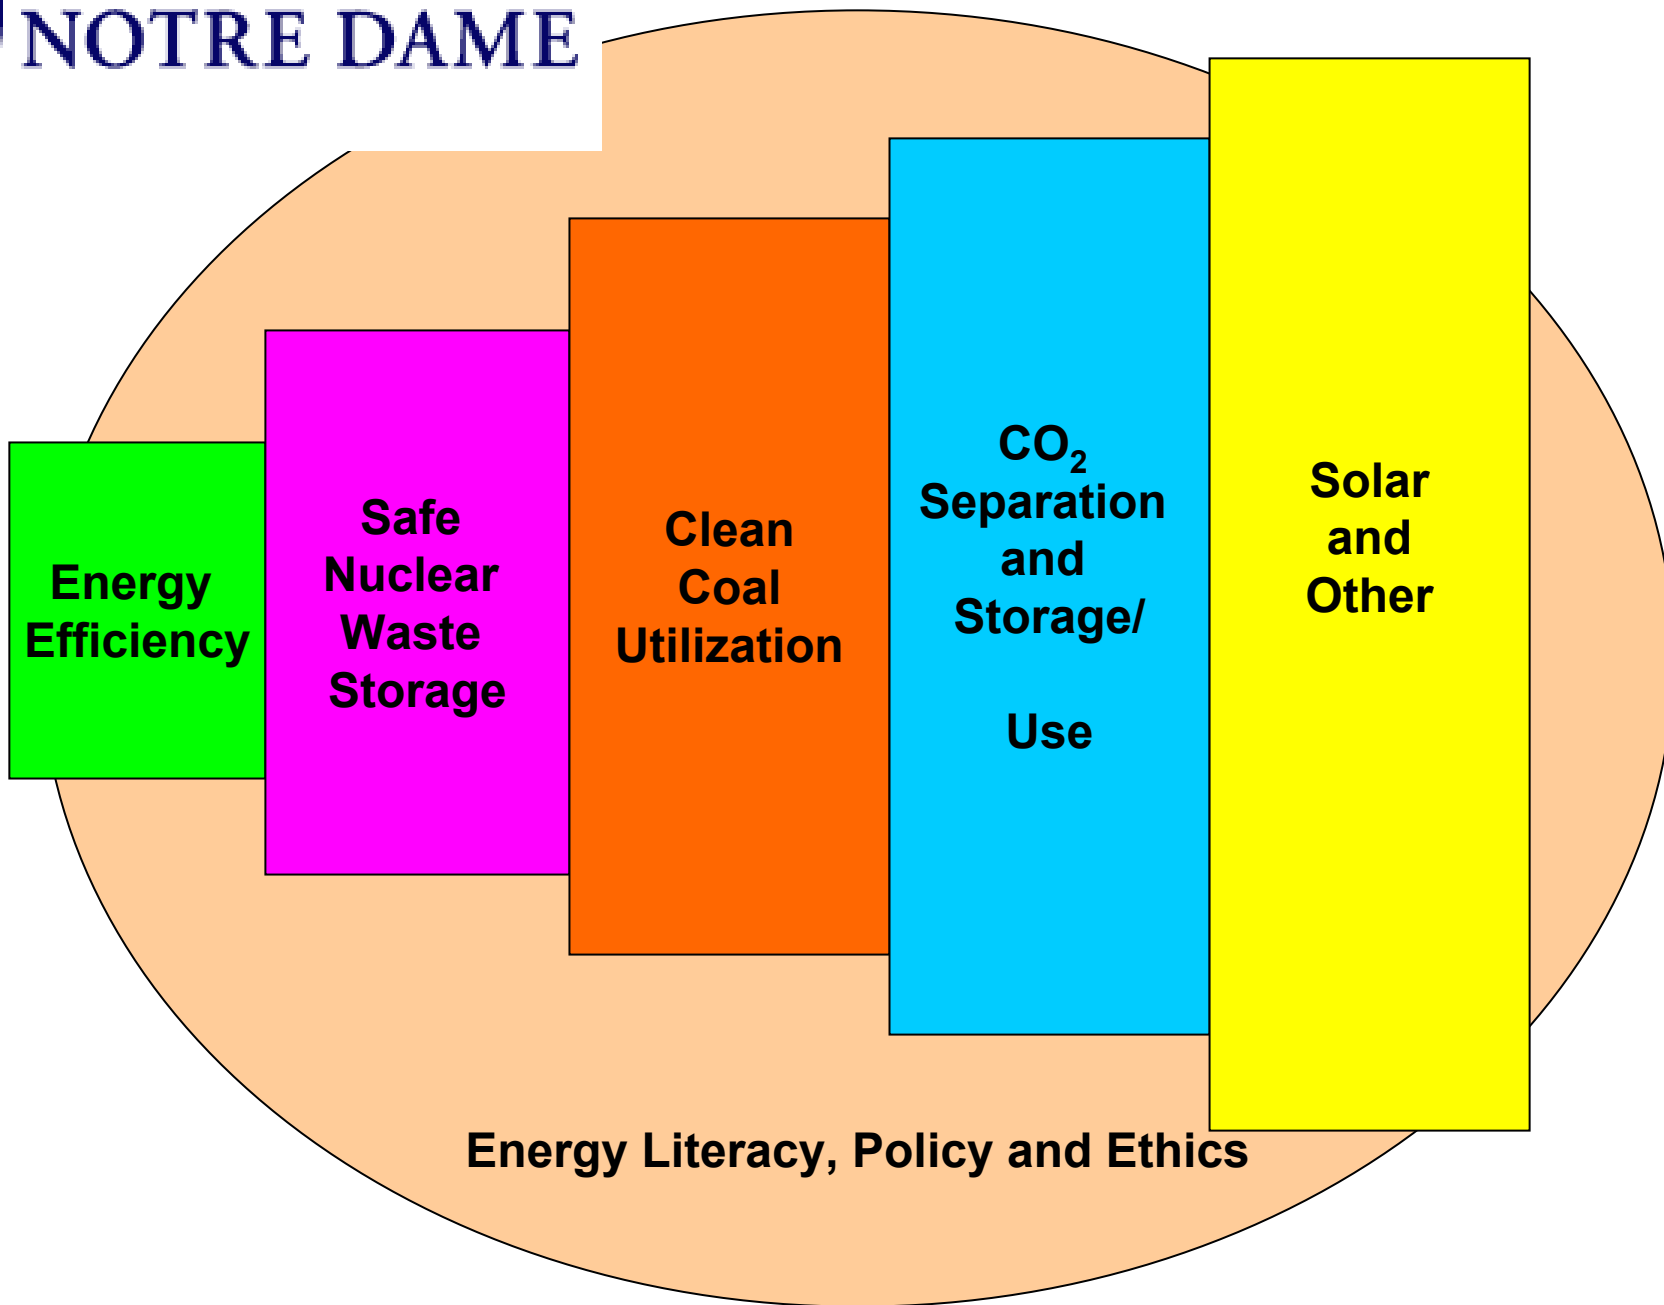 NOTRE DAME
Energy
Efficiency
Safe
Nuclear
Waste
Storage
Clean
Coal
Utilization
CO₂
Separation
and
Storage/
Use
Solar
and
Other
Energy Literacy, Policy and Ethics